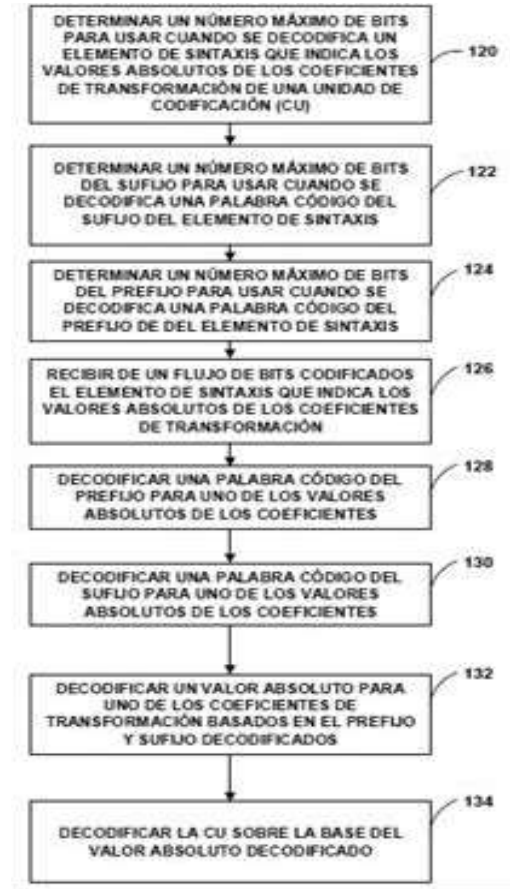 DETERMINAR UN NÚMERO MÁXIMO DE BITS
PARA USAR CUANDO SE DECODIFICA UN
ELEMENTO DE SINTAXIS QUE INDICA LOS
VALORES ABSOLUTOS DE LOS COEFICIENTES
DE TRANSFORMACIÓN DE UNA UNIDAD DE
CODIFICACIÓN (CU)
120
DETERMINAR UN NÚMERO MÁXIMO DE BITS
DEL SUFIJO PARA USAR CUANDO SE
DECODIFICA UNA PALABRA CÓDIGO DEL
SUFIJO DEL ELEMENTO DE SINTAXIS
122
DETERMINAR UN NÚMERO MÁXIMO DE BITS
DEL PREFIJO PARA USAR CUANDO SE
DECODIFICA UNA PALABRA CÓDIGO DEL
PREFIJO DE DEL ELEMENTO DE SINTAXIS
124
RECIBIR DE UN FLUJO DE BITS CODIFICADOS
EL ELEMENTO DE SINTAXIS QUE INDICA LOS
VALORES ABSOLUTOS DE LOS COEFICIENTES
DE TRANSFORMACIÓN
126
DECODIFICAR UNA PALABRA CÓDIGO DEL
PREFIJO PARA UNO DE LOS VALORES
ABSOLUTOS DE LOS COEFICIENTES
128
DECODIFICAR UNA PALABRA CÓDIGO DEL
SUFIJO PARA UNO DE LOS VALORES
ABSOLUTOS DE LOS COEFICIENTES
130
DECODIFICAR UN VALOR ABSOLUTO PARA
UNO DE LOS COEFICIENTES DE
TRANSFORMACIÓN BASADOS EN EL PREFIJO
Y SUFIJO DECODIFICADOS
132
DECODIFICAR LA CU SOBRE LA BASE DEL
VALOR ABSOLUTO DECODIFICADO
134